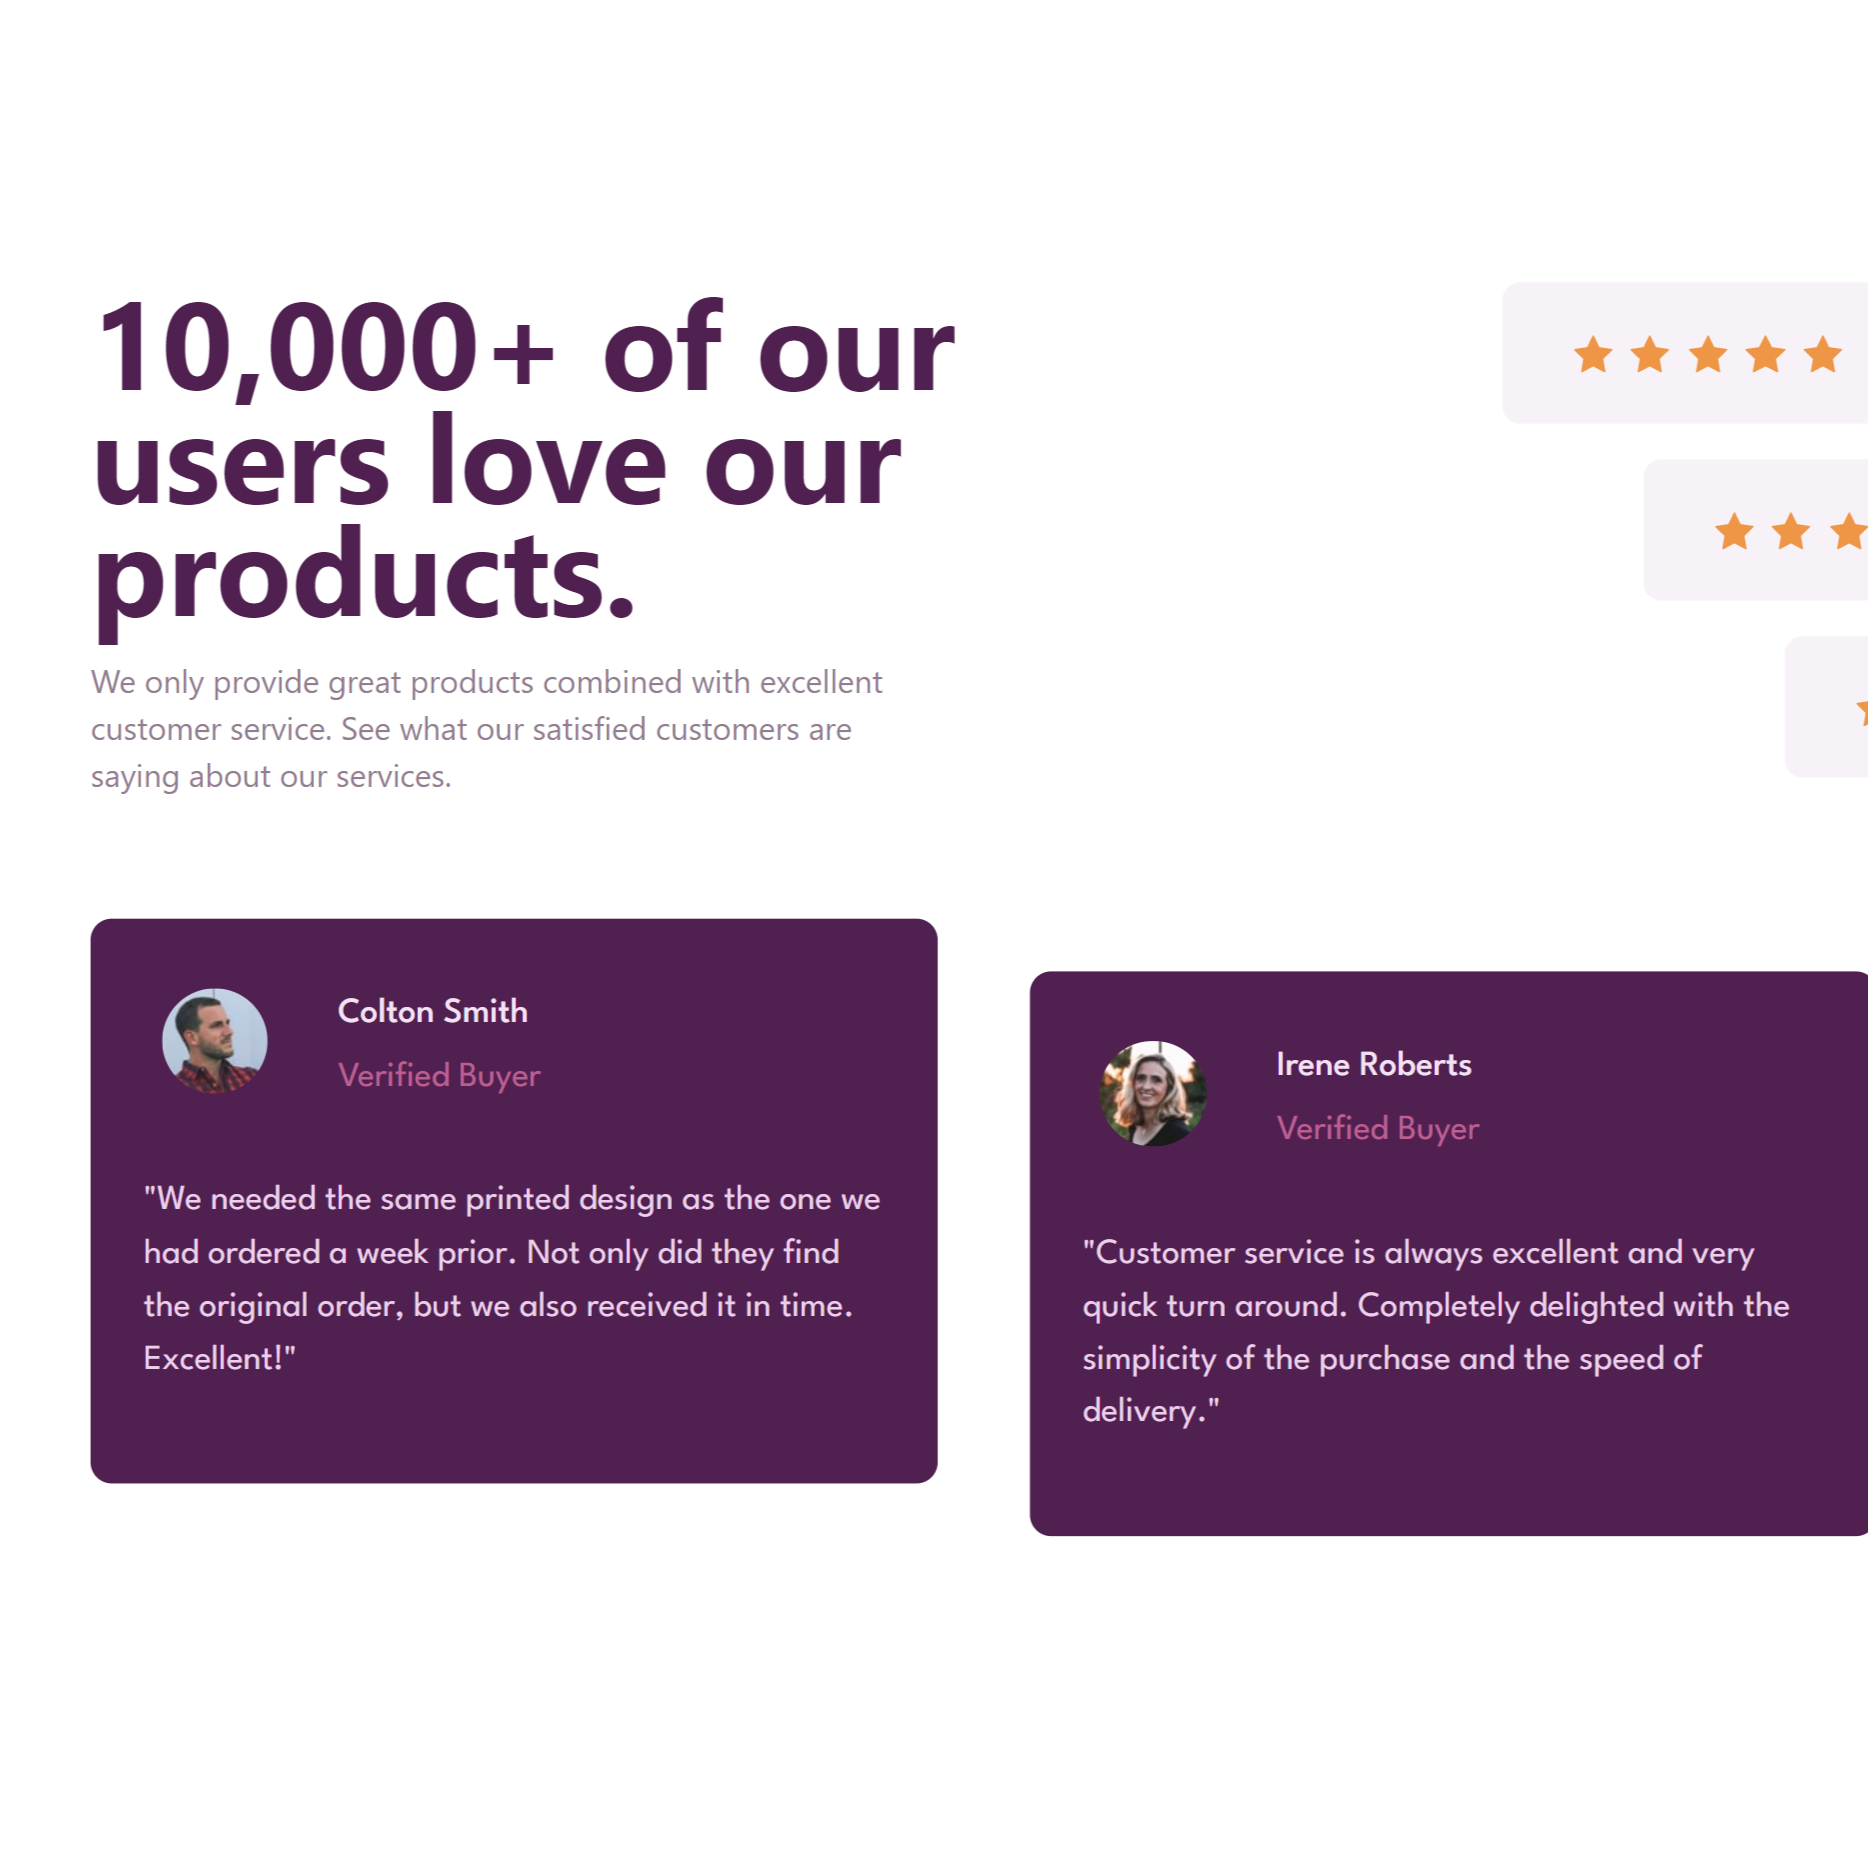 10,000+ of our
users love our
products.
We only provide great products combined with excellent
customer service. See what our satisfied customers are
saying about our services.
Colton Smith
Verified Buyer
"We needed the same printed design as the one we
had ordered a week prior. Not only did they find
the original order, but we also received it in time.
Excellent!"
Irene Roberts
Verified Buyer
"Customer service is always excellent and very
quick turn around. Completely delighted with the
simplicity of the purchase and the speed of
delivery."